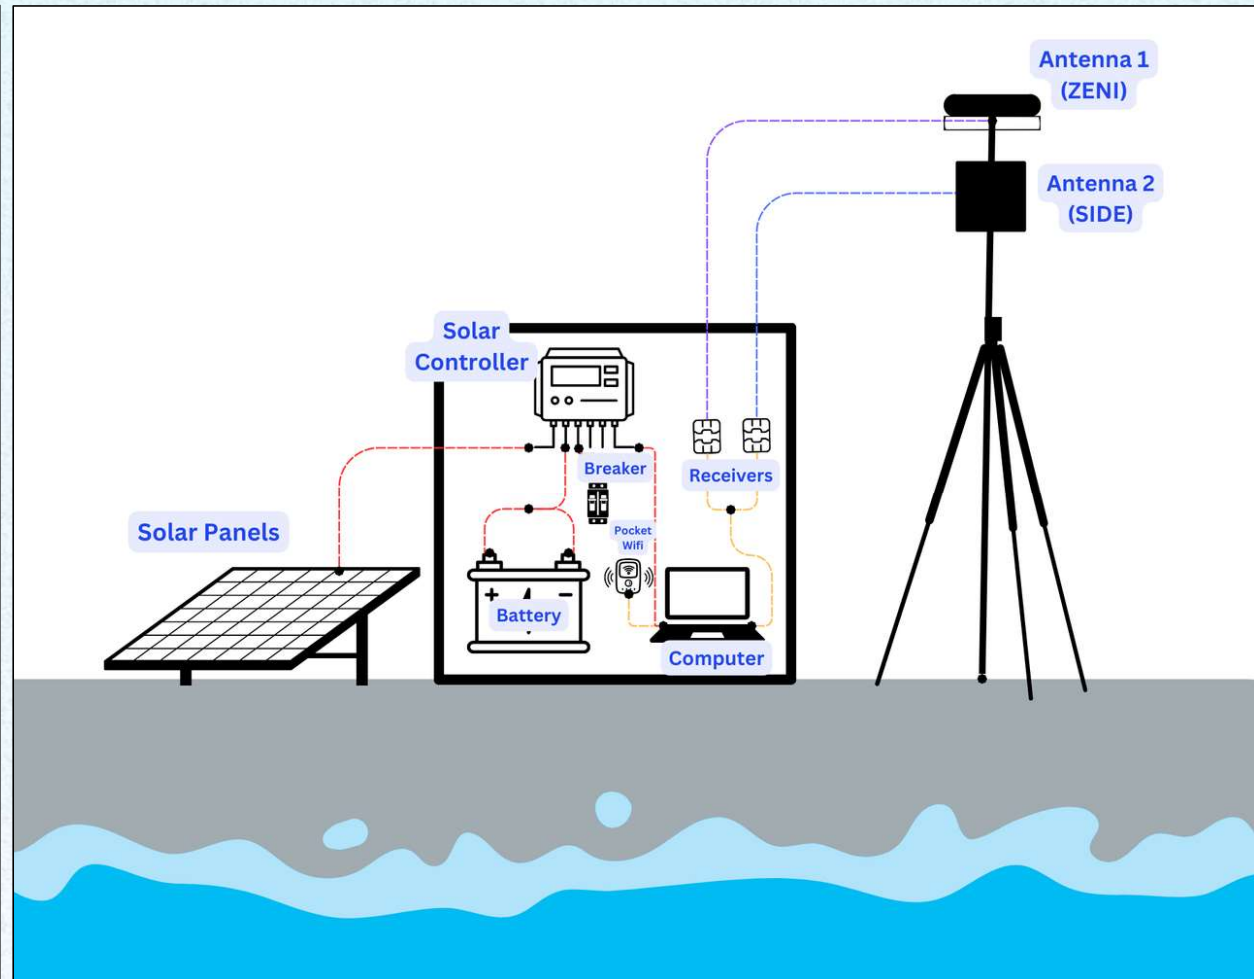 Antenna 1
(ZENI)
Antenna 2
(SIDE)
Solar
Controller
Breaker
Receivers
Solar Panels
Pocket
Wifi
Battery
Computer